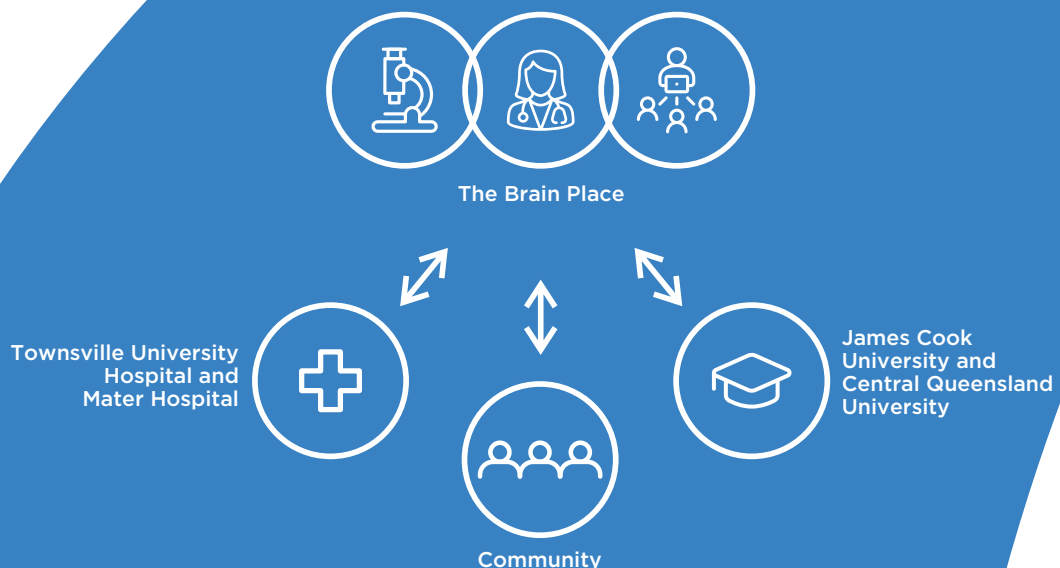 The Brain Place
Townsville University
Hospital and
Mater Hospital
James Cook
University and
Central Queensland
University
Community